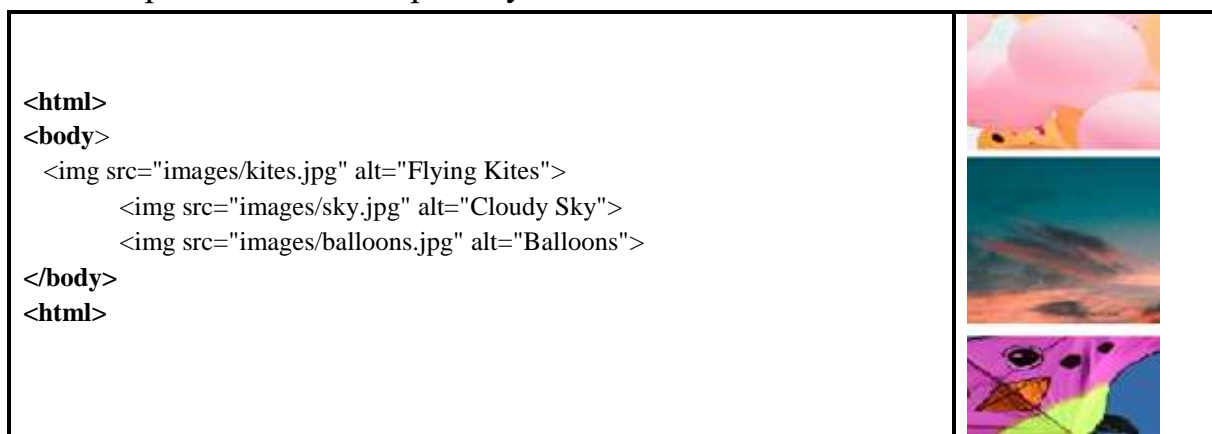 <html>
<body>
<img src="images/kites.jpg" alt="Flying Kites">
<img src="images/sky.jpg" alt="Cloudy Sky">
<img src="images/balloons.jpg" alt="Balloons">
</body>
<html>